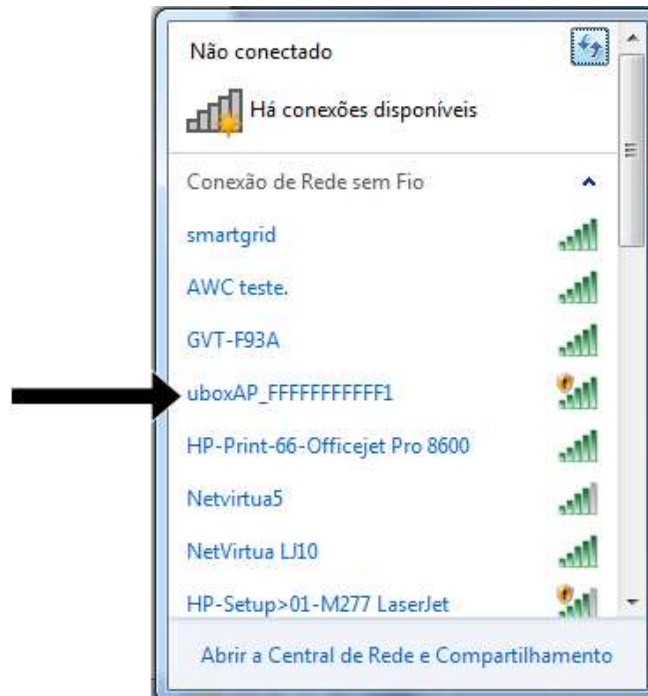 Não conectado
Há conexões disponíveis
Conexão de Rede sem Fio
smartgrid
AWC teste.
GVT-F93A
uboxAP_FFFFFFFFFFF1
HP-Print-66-Officejet Pro 8600
Netvirtua5
NetVirtua LJ10
HP-Setup>01-M277 LaserJet
Abrir a Central de Rede e Compartilhamento